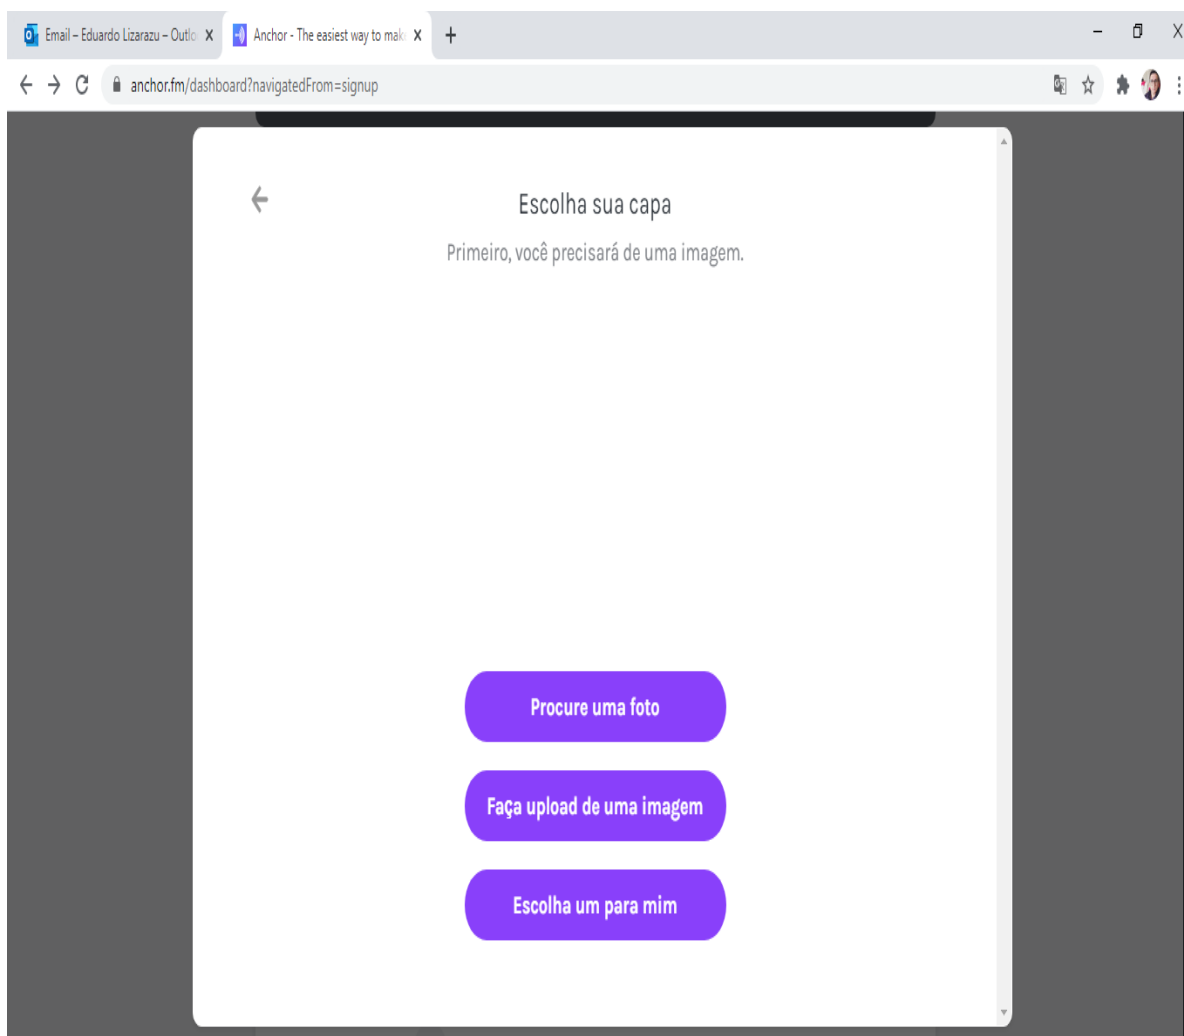 Email – Eduardo Lizarazu – Outlo
Anchor - The easiest way to mak
anchor.fm/dashboard?navigatedFrom=signup
Escolha sua capa
Primeiro, você precisará de uma imagem.
Procure uma foto
Faça upload de uma imagem
Escolha um para mim